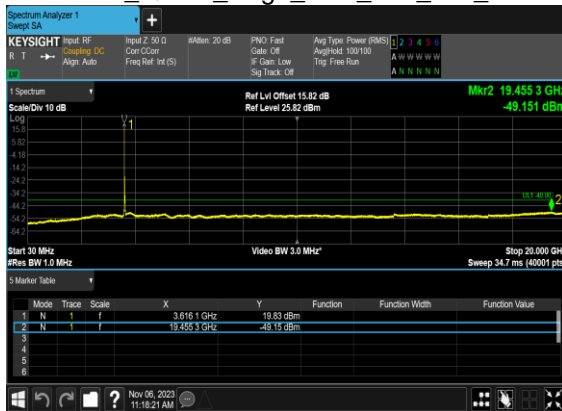 Spectrum Analyzer 1
Swept SA
+
KEYSIGHT Input: RF Input Z: 50 Ω #Atten: 20 dB PNO: Fast Avg Type: Power (RMS) 1 2 3 4 5 6
R T Coupling: DC Corr CCorr Gate: Off Avg|Hold: 100/100 A W W W W W
Align: Auto Freq Ref: Int (S) IF Gain: Low Trig: Free Run
Sig Track: Off A N N N N N
1 Spectrum Ref Lvl Offset 15.82 dB Mkr2 19.455 3 GHz
Scale/Div 10 dB Ref Level 25.82 dBm -49.151 dBm
Log
15.8
5.82
-4.18
-14.2
-24.2
-34.2
-44.2
-54.2
-64.2
1
DL1 -40.00
2
Start 30 MHz Video BW 3.0 MHz* Stop 20.000 GH
#Res BW 1.0 MHz Sweep 34.7 ms (40001 pts
5 Marker Table
Mode Trace Scale X Y Function Function Width Function Value
1 N 1 f 3.616 1 GHz 19.83 dBm
2 N 1 f 19.455 3 GHz -49.15 dBm
3
4
5
6
? Nov 06, 2023
11:18:21 AM